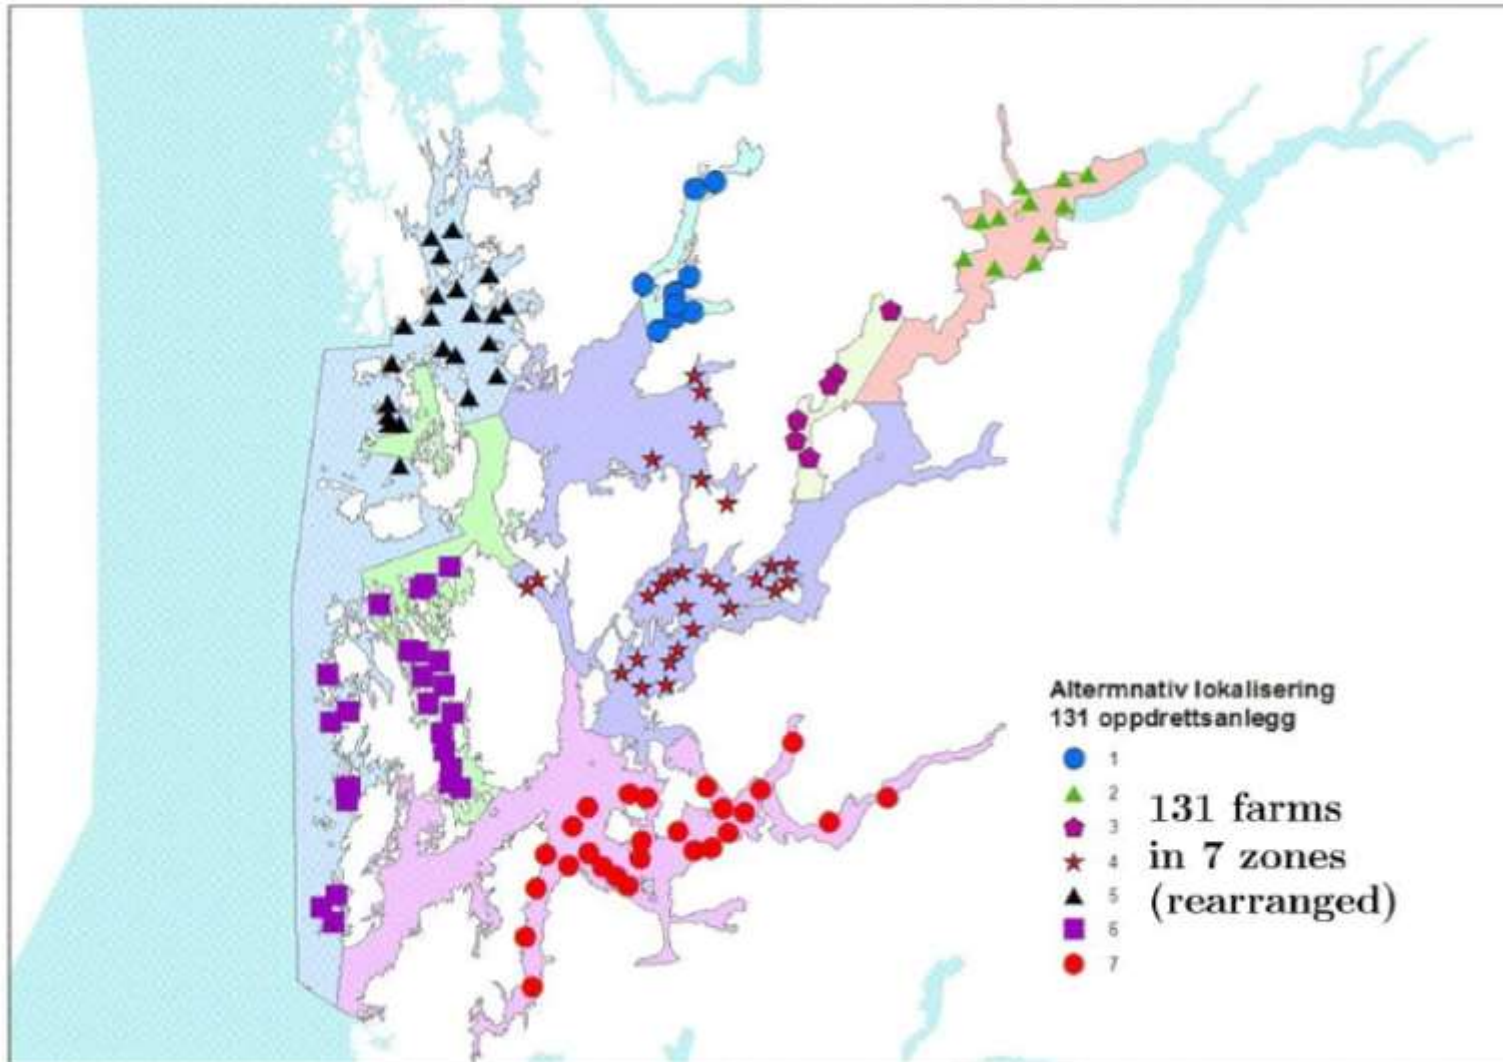 Altermnativ lokalisering
131 oppdrettsanlegg
1
2
3
4
5
6
7
131 farms
in 7 zones
(rearranged)